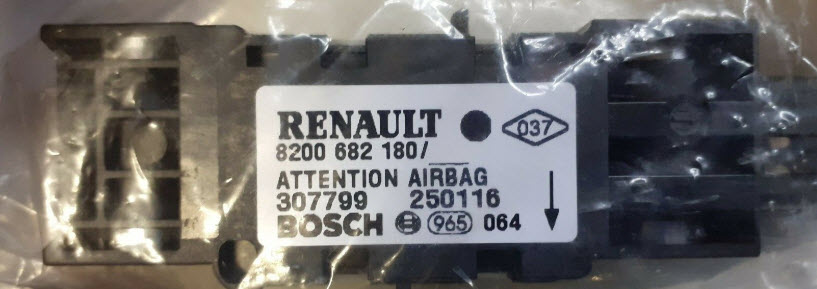 RENAULT 037
8200 682 180/
ATTENTION AIRBAG
307799 250116
BOSCH 965 064